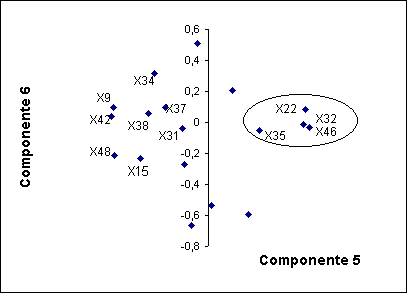 0,6
X34
0,4
X9
0,2
X37
X22
X42
X38
0
X32
X31
X35
X46
X48
-0,2
X15
-0,4
-0,6
-0,8
Componente 6
Componente 5